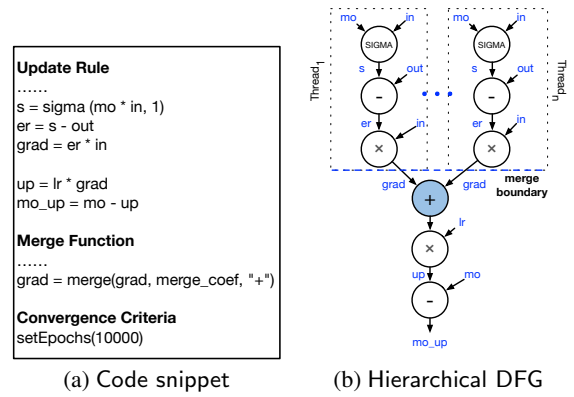 Update Rule
......
s = sigma (mo * in, 1)
er = s - out
grad = er * in
up = lr * grad
mo_up = mo - up
Merge Function
......
grad = merge(grad, merge_coef, "+")
Convergence Criteria
setEpochs(10000)
(a) Code snippet
mo in mo in
SIGMA SIGMA
Thread1 Threadn
s out s out
- • • • -
er in er in
× ×
grad grad
merge boundary
+
lr
×
up mo
-
mo_up
(b) Hierarchical DFG